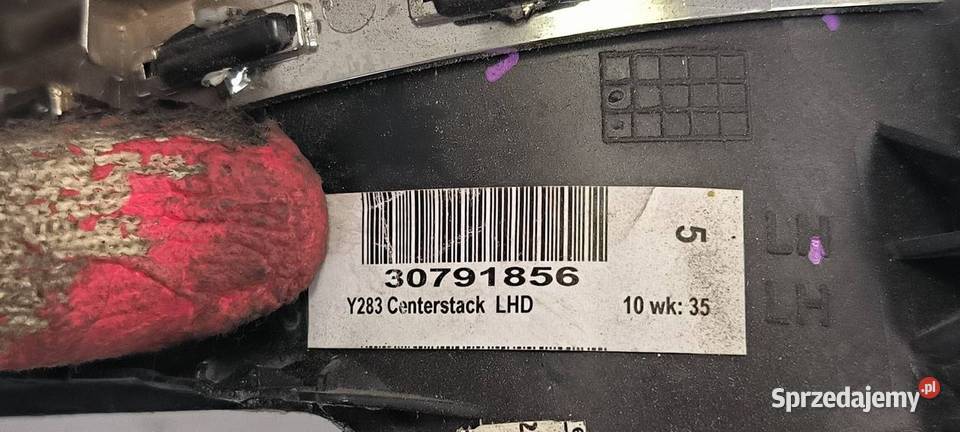 30791856
Y283 Centerstack LHD
10 wk: 35
5
LH
LH
Sprzedajemy.pl